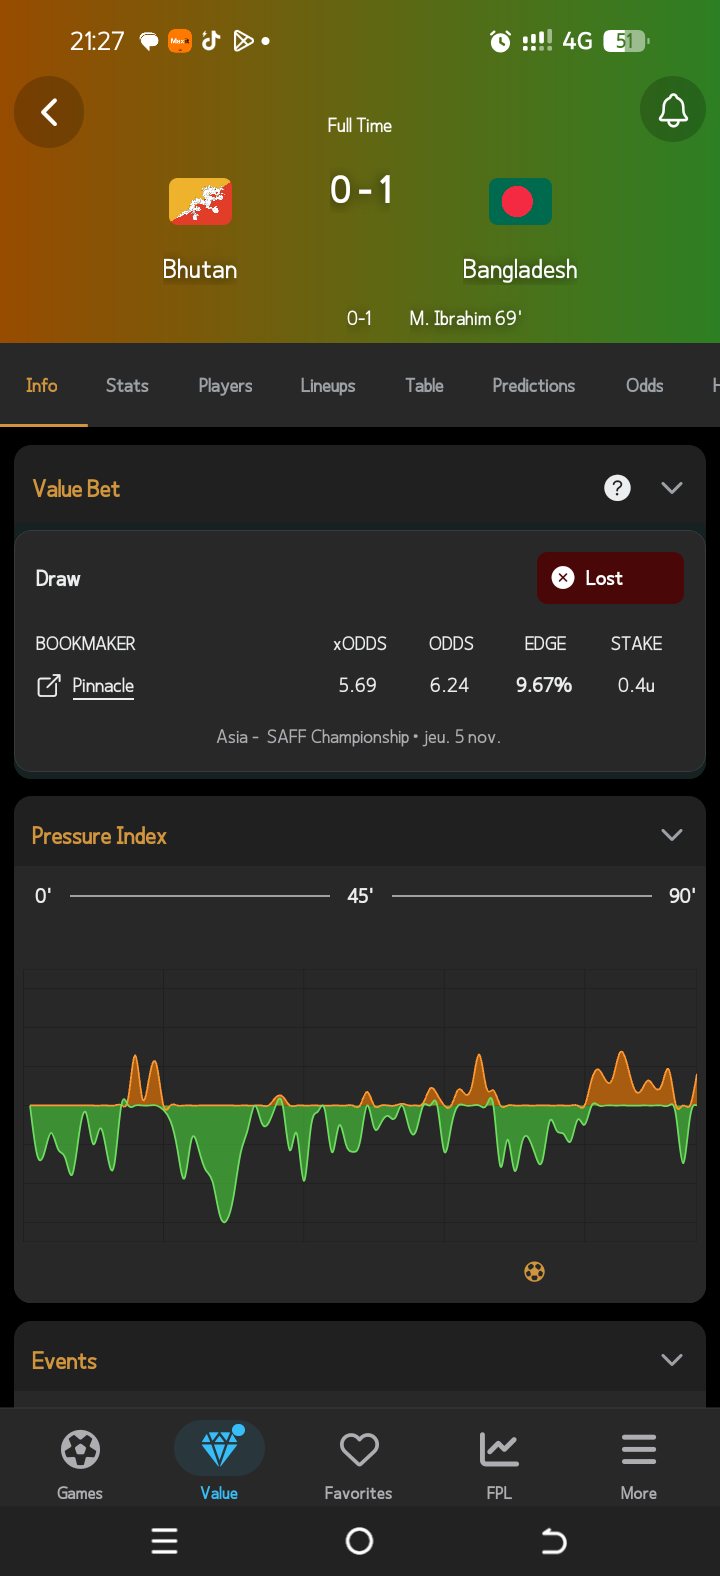 21:27 4G 51
Full Time
0 - 1
Bhutan Bangladesh
0-1 M. Ibrahim 69'
Info Stats Players Lineups Table Predictions Odds H
Value Bet ?
Draw Lost
BOOKMAKER xODDS ODDS EDGE STAKE
Pinnacle 5.69 6.24 9.67% 0.4u
Asia - SAFF Championship • jeu. 5 nov.
Pressure Index
0' 45' 90'
Events
Games Value Favorites FPL More